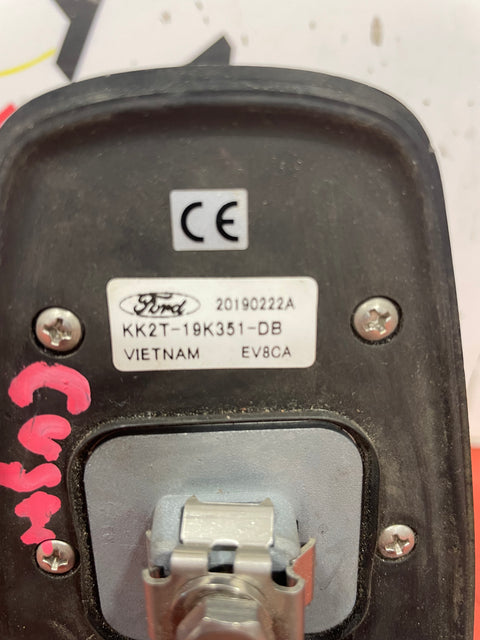 CE
Ford 20190222A
KK2T-19K351-DB
VIETNAM EV8CA